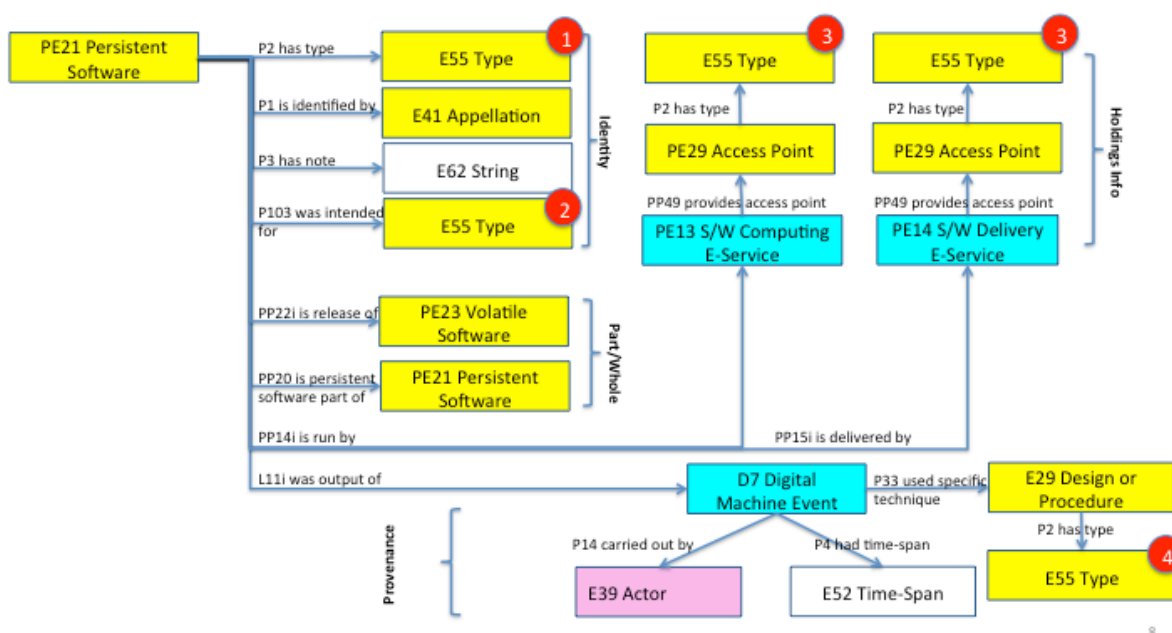 PE21 Persistent
Software
P2 has type
E55 Type
1
P1 is identified by
E41 Appellation
P3 has note
E62 String
P103 was intended
for
E55 Type
2
Identity
E55 Type
3
P2 has type
PE29 Access Point
PP49 provides access point
PE13 S/W Computing
E-Service
E55 Type
3
P2 has type
PE29 Access Point
PP49 provides access point
PE14 S/W Delivery
E-Service
Holdings Info
PP22i is release of
PE23 Volatile
Software
PP20 is persistent
software part of
PE21 Persistent
Software
Part/Whole
PP14i is run by
PP15i is delivered by
L11i was output of
D7 Digital
Machine Event
P33 used specific
technique
E29 Design or
Procedure
P2 has type
E55 Type
4
Provenance
P14 carried out by
E39 Actor
P4 had time-span
E52 Time-Span